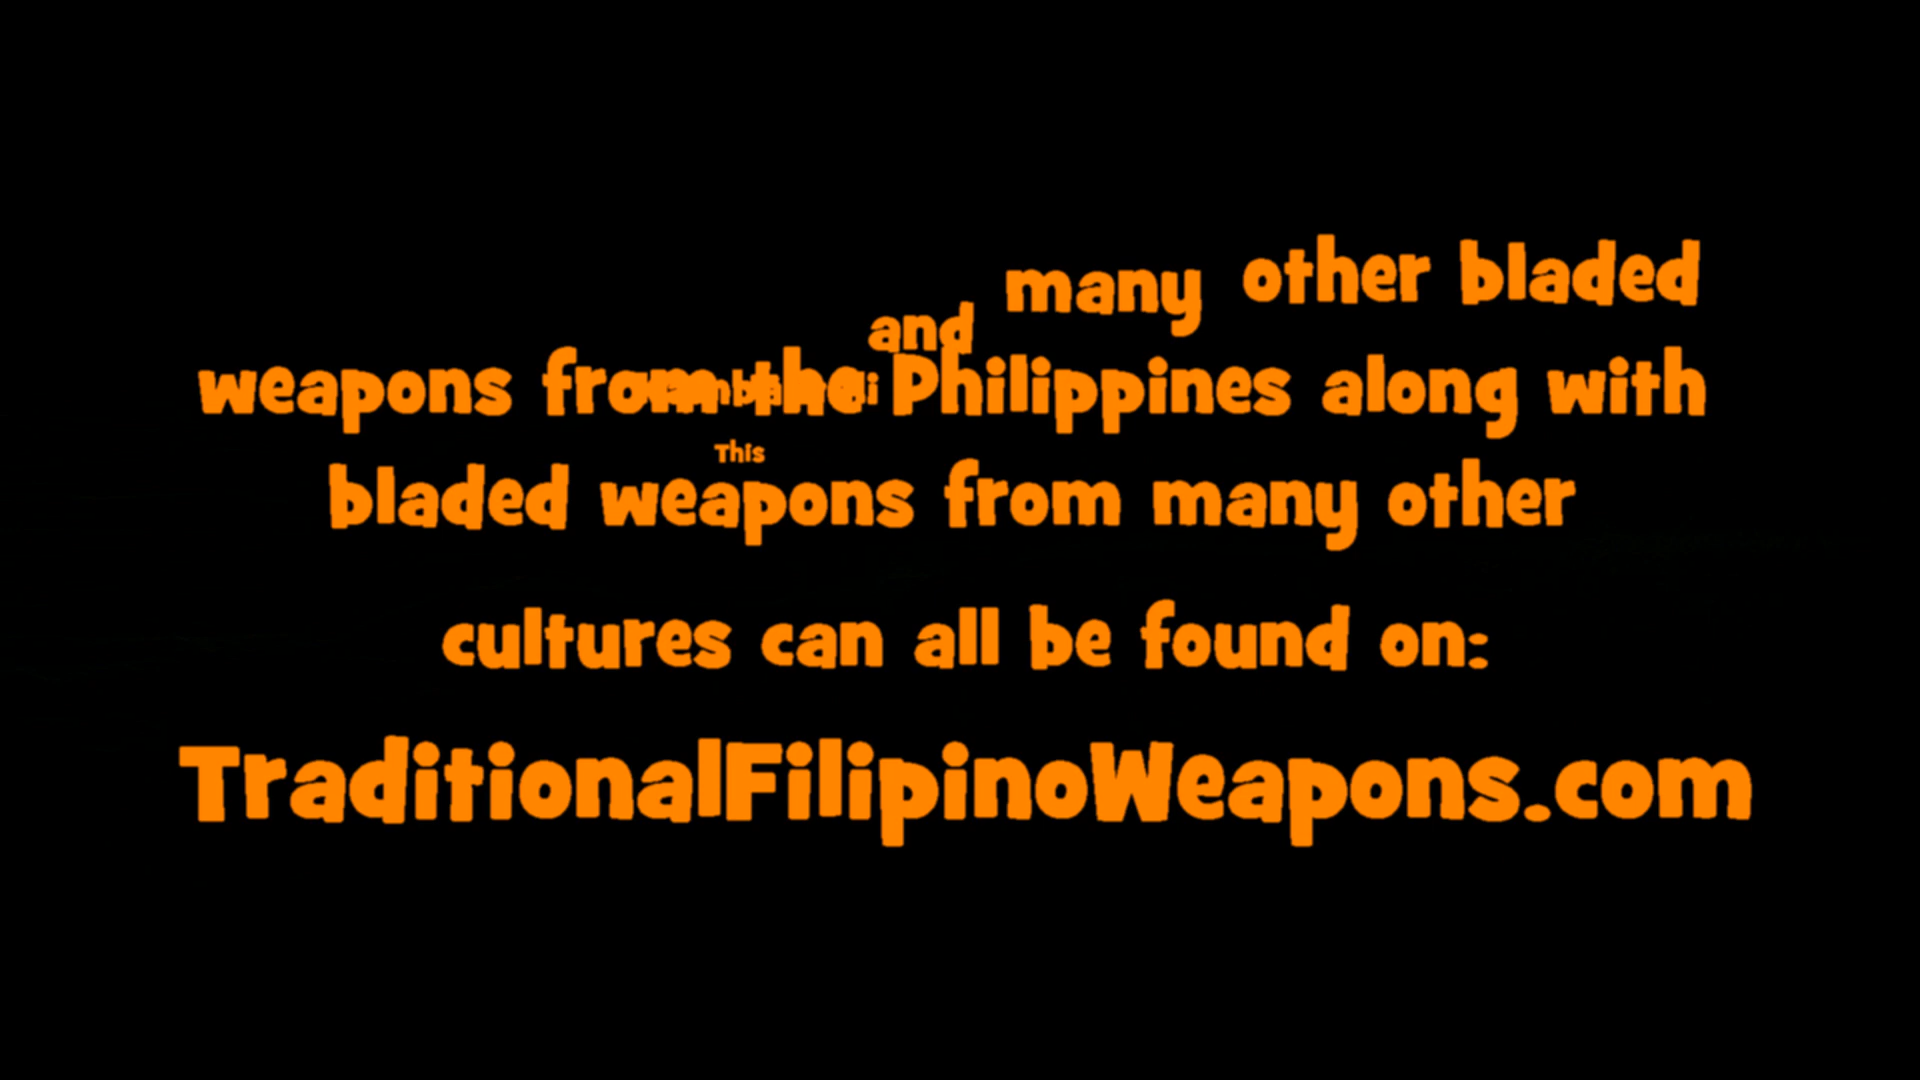 and many other bladed
weapons from the Philippines along with
This
bladed weapons from many other
cultures can all be found on:
TraditionalFilipinoWeapons.com